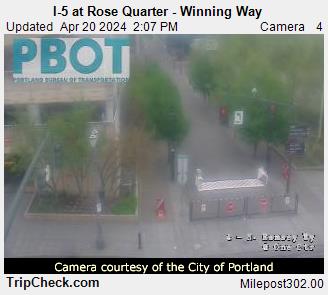 I-5 at Rose Quarter - Winning Way
Updated Apr 20 2024 2:07 PM Camera 4
PBOT
PORTLAND BUREAU OF TRANSPORTATION
Camera courtesy of the City of Portland
TripCheck.com Milepost302.00